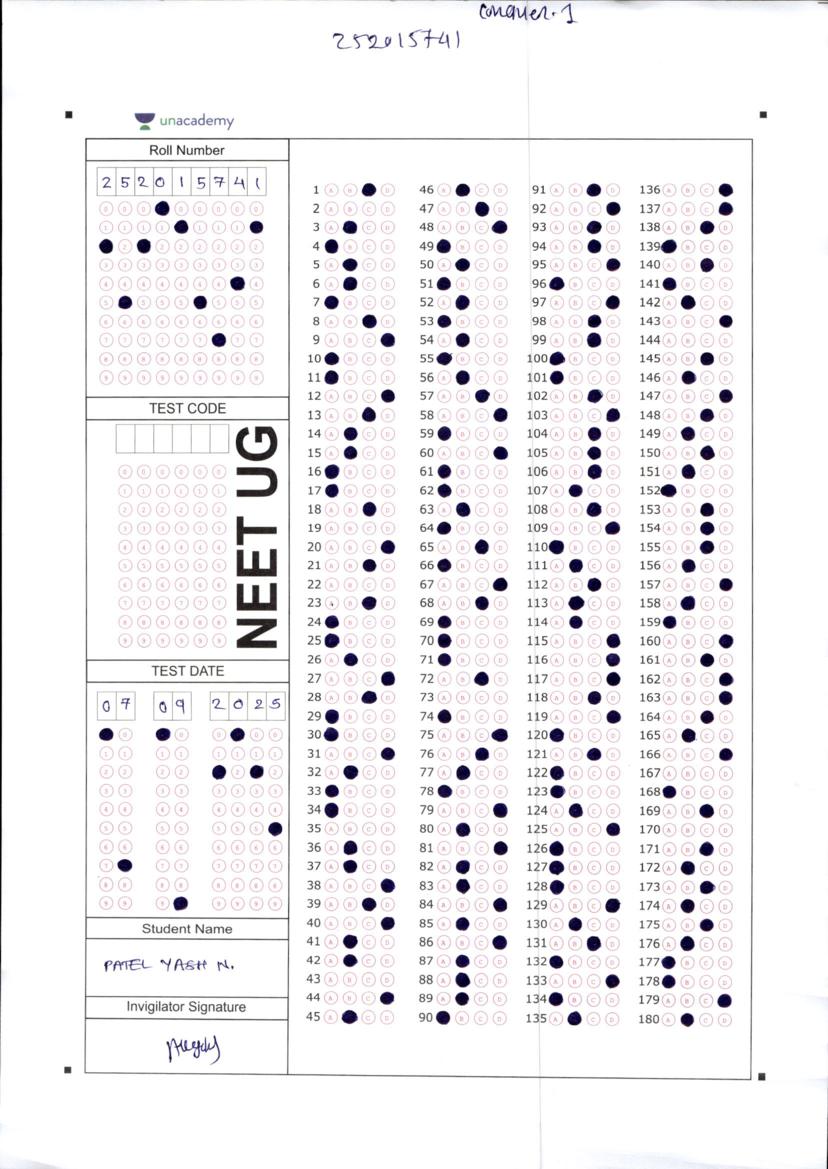 conquer. 1
252015741
unacademy
Roll Number
2 5 2 0 1 5 7 4 1
TEST CODE
NEET UG
TEST DATE
0 7 0 9 2 0 2 5
Student Name
PATEL YASH N.
Invigilator Signature
1 A B D 46 A C D 91 A B D 136 A B C
2 A B C D 47 A B D 92 A B C 137 A B C
3 A C D 48 A B C 93 A B D 138 A B D
4 B C D 49 B C D 94 A B D 139 B C D
5 A C D 50 A C D 95 A B C 140 A B D
6 A C D 51 B C D 96 B C D 141 B C D
7 B C D 52 A C D 97 A B C 142 A C D
8 A B D 53 B C D 98 A B D 143 A B C
9 A B C 54 A C D 99 A B D 144 A B C D
10 B C D 55 B C D 100 B C D 145 A B D
11 B C D 56 A C D 101 B C D 146 A C D
12 A B C 57 A B D 102 A B D 147 A B C
13 A B D 58 A B C 103 A B C 148 A B D
14 A C D 59 B C D 104 A B D 149 A C D
15 A C D 60 A B C 105 A B D 150 A B D
16 B C D 61 B C D 106 A B D 151 A C D
17 B C D 62 B C D 107 A C D 152 B C D
18 A B D 63 A C D 108 A B D 153 A B D
19 A B C D 64 B C D 109 A B C 154 A B D
20 A B C 65 A B D 110 B C D 155 A B D
21 A B D 66 B C D 111 A C D 156 A C D
22 A B C D 67 A B C 112 A B D 157 A B C
23 A B D 68 A B D 113 A C D 158 A C D
24 B C D 69 B C D 114 A C D 159 B C D
25 B C D 70 B C D 115 A B C 160 A B C
26 A C D 71 B C D 116 A B C 161 A B D
27 A B C 72 A B D 117 A B C 162 A B C
28 A B D 73 A B C D 118 A B D 163 A B C
29 B C D 74 B C D 119 A B C 164 A B D
30 B C D 75 A B C 120 B C D 165 A C D
31 A B C 76 A B D 121 A B D 166 A B C
32 A C D 77 A C D 122 B C D 167 A B C D
33 B C D 78 B C D 123 B C D 168 B C D
34 B C D 79 A B C 124 A C D 169 A B D
35 A B C D 80 A C D 125 A B C 170 A B C D
36 A C D 81 A B C 126 B C D 171 A B D
37 A C D 82 A C D 127 B C D 172 A C D
38 A B C 83 A C D 128 B C D 173 A B D
39 A B D 84 A B C 129 A B C 174 A C D
40 A B C 85 A C D 130 A C D 175 A B D
41 A C D 86 A B C 131 A B D 176 A C D
42 A C D 87 A C D 132 B C D 177 B C D
43 A B C D 88 A C D 133 A B C 178 B C D
44 A B C 89 A C D 134 B C D 179 A B C
45 A C D 90 B C D 135 A C D 180 A C D